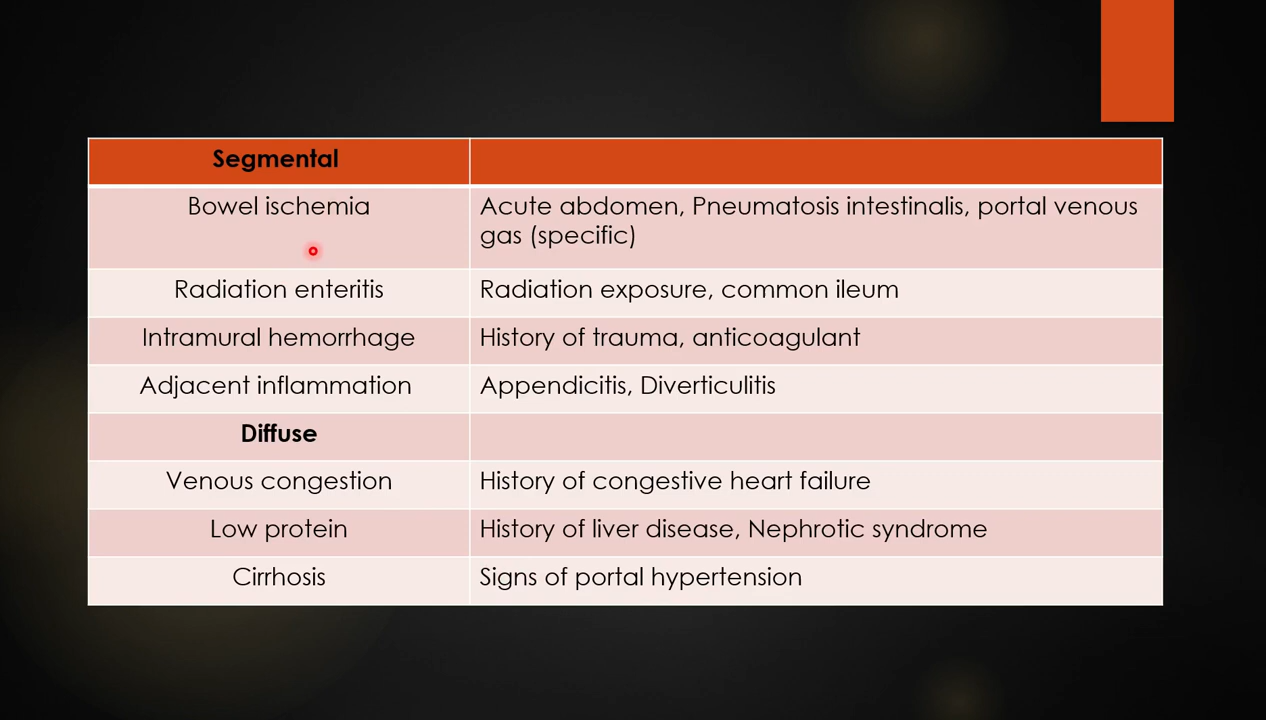 Segmental
Bowel ischemia
Acute abdomen, Pneumatosis intestinalis, portal venous
gas (specific)
Radiation enteritis
Radiation exposure, common ileum
Intramural hemorrhage
History of trauma, anticoagulant
Adjacent inflammation
Appendicitis, Diverticulitis
Diffuse
Venous congestion
History of congestive heart failure
Low protein
History of liver disease, Nephrotic syndrome
Cirrhosis
Signs of portal hypertension